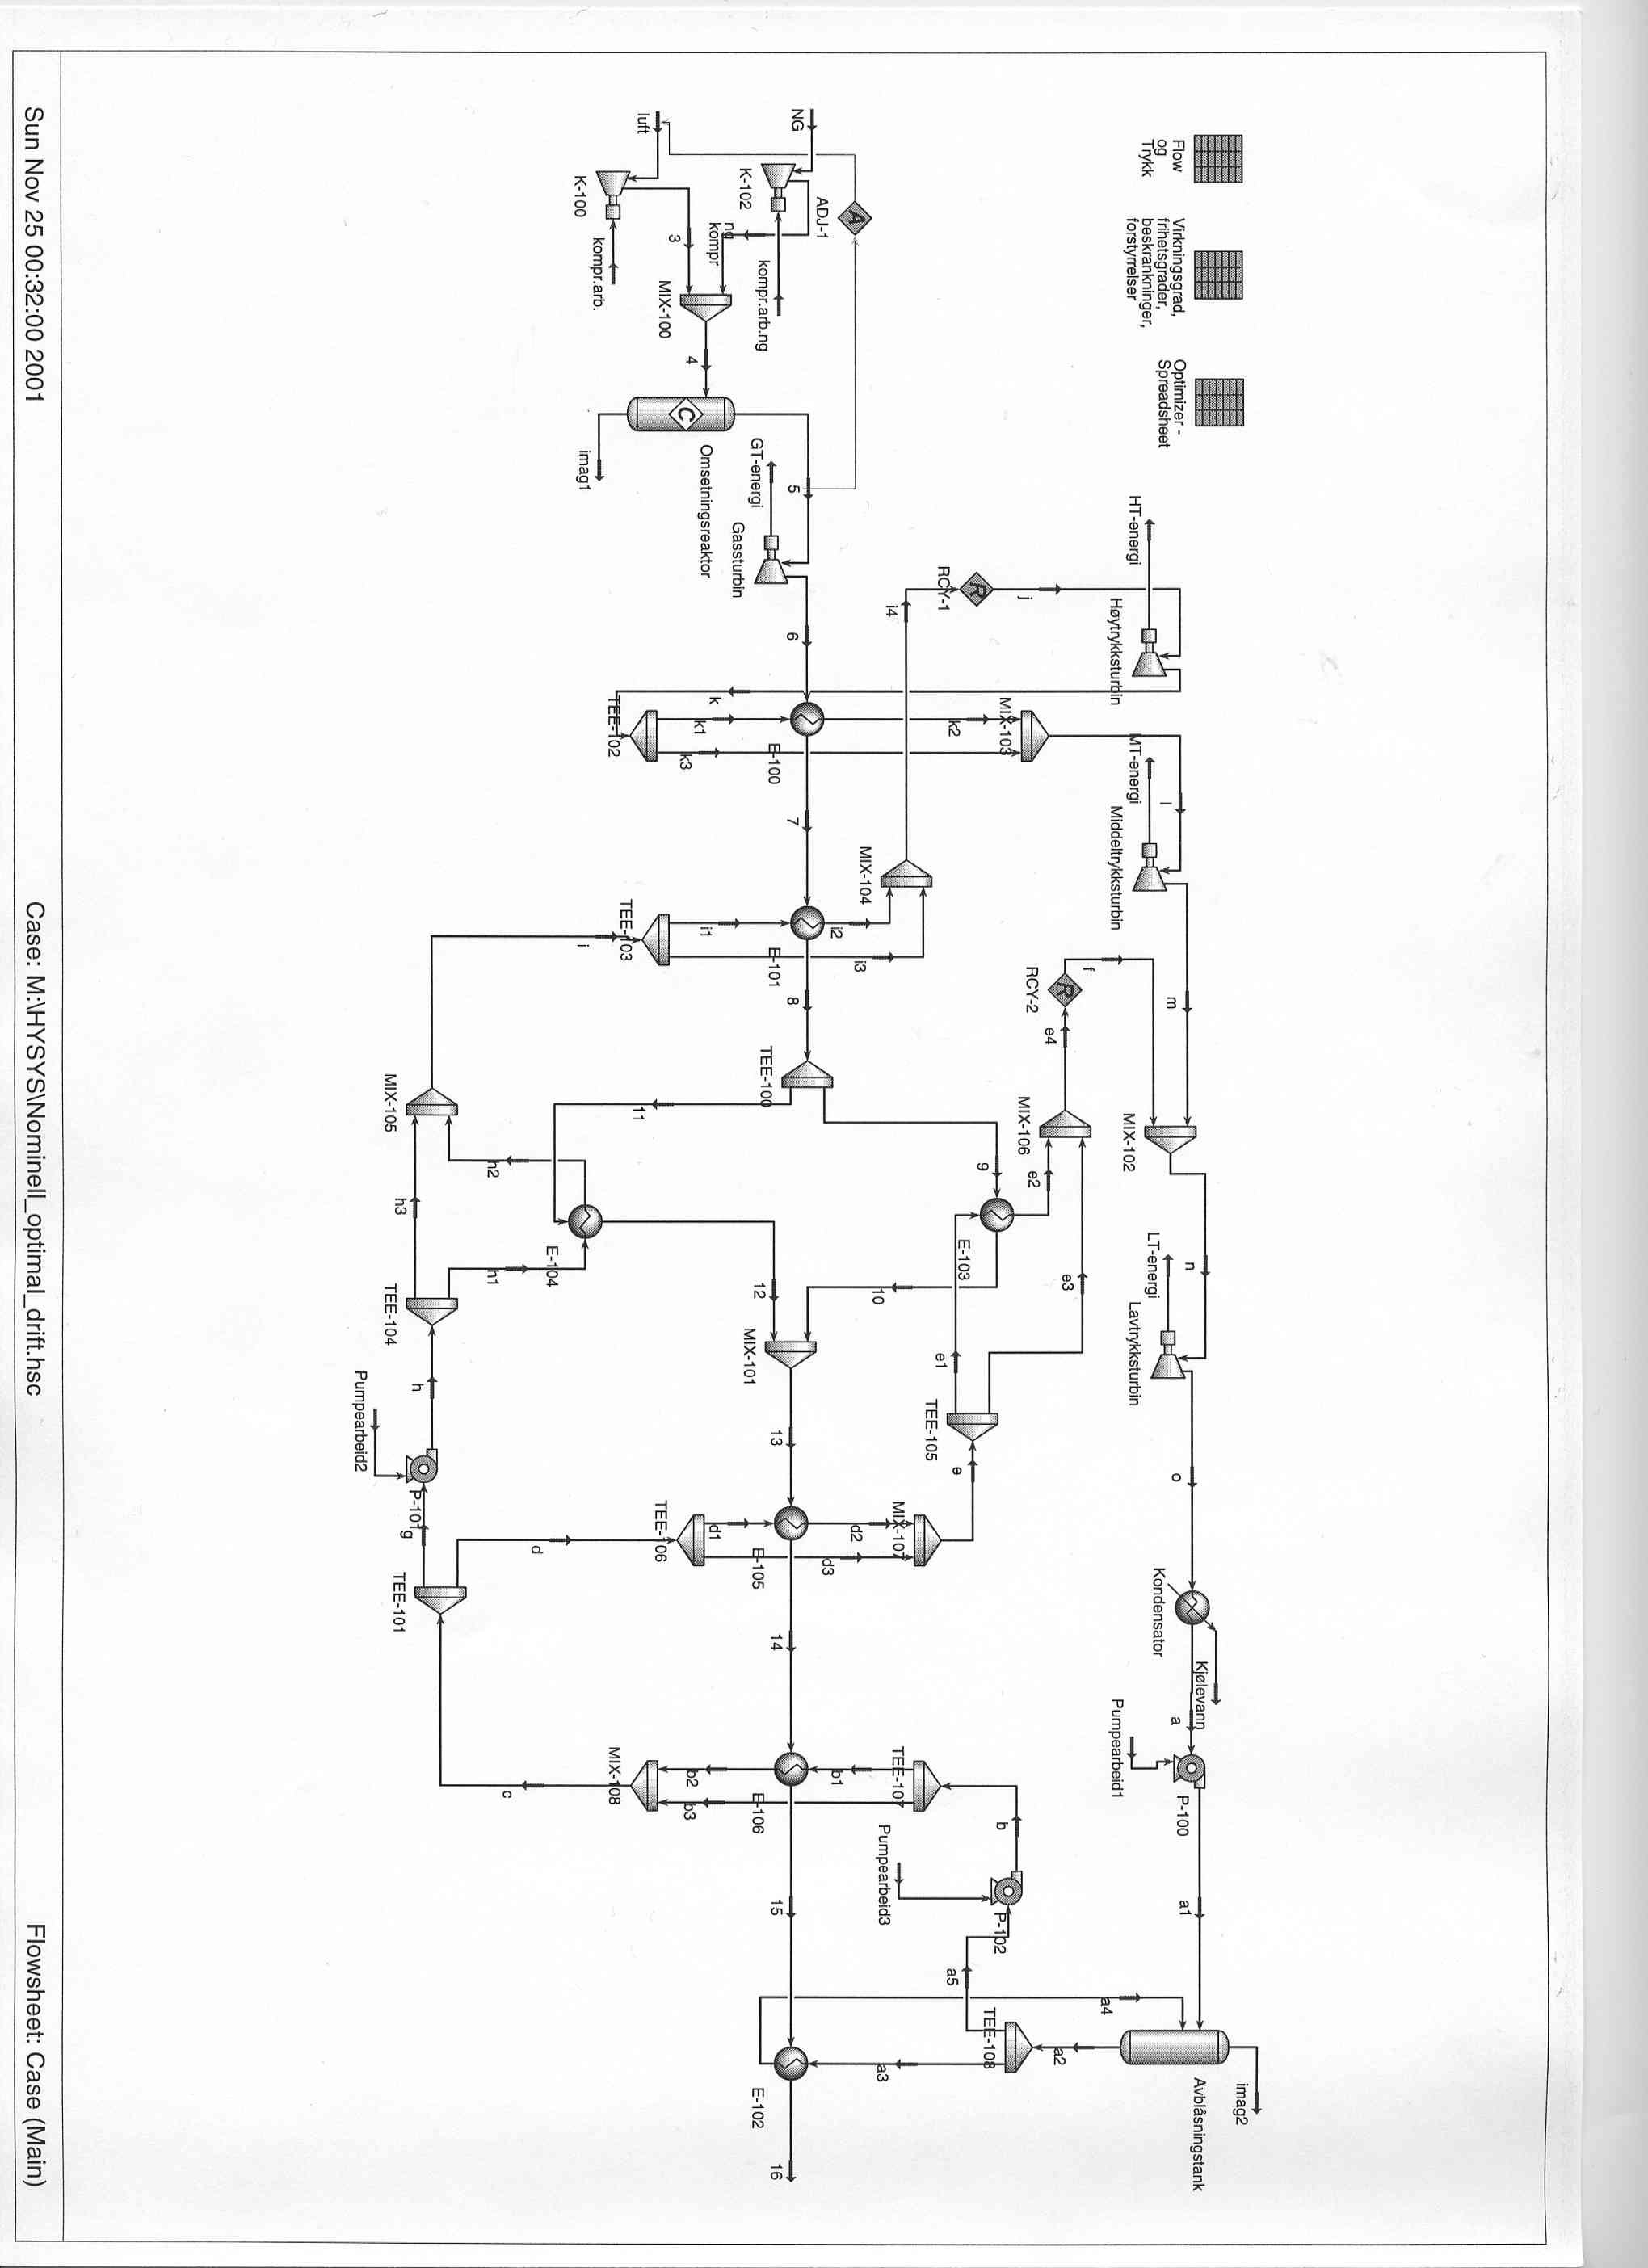 Flow
og
Trykk
Virkningsgrad,
frihetsgrader,
beskrankninger,
forstyrrelser
Optimizer -
Spreadsheet
NG
K-102
ADJ-1
A
luft
K-100
kompr.arb.
3
ng
kompr
kompr.arb.ng
MIX-100
4
C
Omsetningsreaktor
imag1
5
GT-energi
Gassturbin
6
HT-energi
Høytrykksturbin
j
R
RCY-1
i4
k
TEE-102
k1
k3
E-100
k2
MIX-103
7
MT-energi
l
Middeltrykksturbin
MIX-104
TEE-103
i
i1
i2
E-101
i3
8
m
f
R
RCY-2
e4
TEE-100
11
MIX-105
h2
h3
E-104
h1
TEE-104
h
Pumpearbeid2
P-101
g
MIX-106
MIX-102
9
e2
E-103
e3
10
e1
12
MIX-101
n
LT-energi
Lavtrykksturbin
TEE-105
e
13
o
TEE-106
d
d1
d2
E-105
d3
MIX-107
TEE-101
14
Kondensator
Kjølevann
a
Pumpearbeid1
P-100
MIX-108
c
b2
b3
E-106
b1
TEE-107
b
Pumpearbeid3
P-102
15
a1
a5
a4
TEE-108
a2
a3
E-102
16
Avblåsningstank
imag2
Sun Nov 25 00:32:00 2001
Case: M:\HYSYS\Nominell_optimal_drift.hsc
Flowsheet: Case (Main)